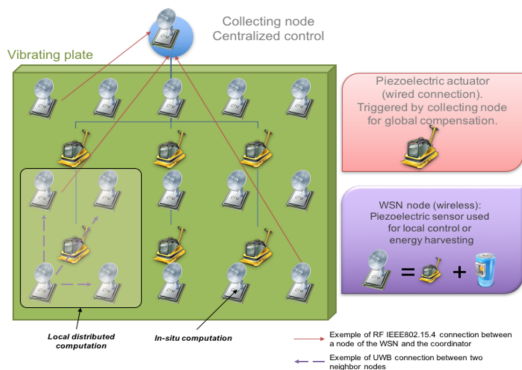 Collecting node
Centralized control
Vibrating plate
Piezoelectric actuator
(wired connection).
Triggered by collecting node
for global compensation.
WSN node (wireless):
Piezoelectric sensor used
for local control or
energy harvesting
= +
Local distributed
computation
In-situ computation
Exemple of RF IEEE802.15.4 connection between
a node of the WSN and the coordinator
Exemple of UWB connection between two
neighbor nodes